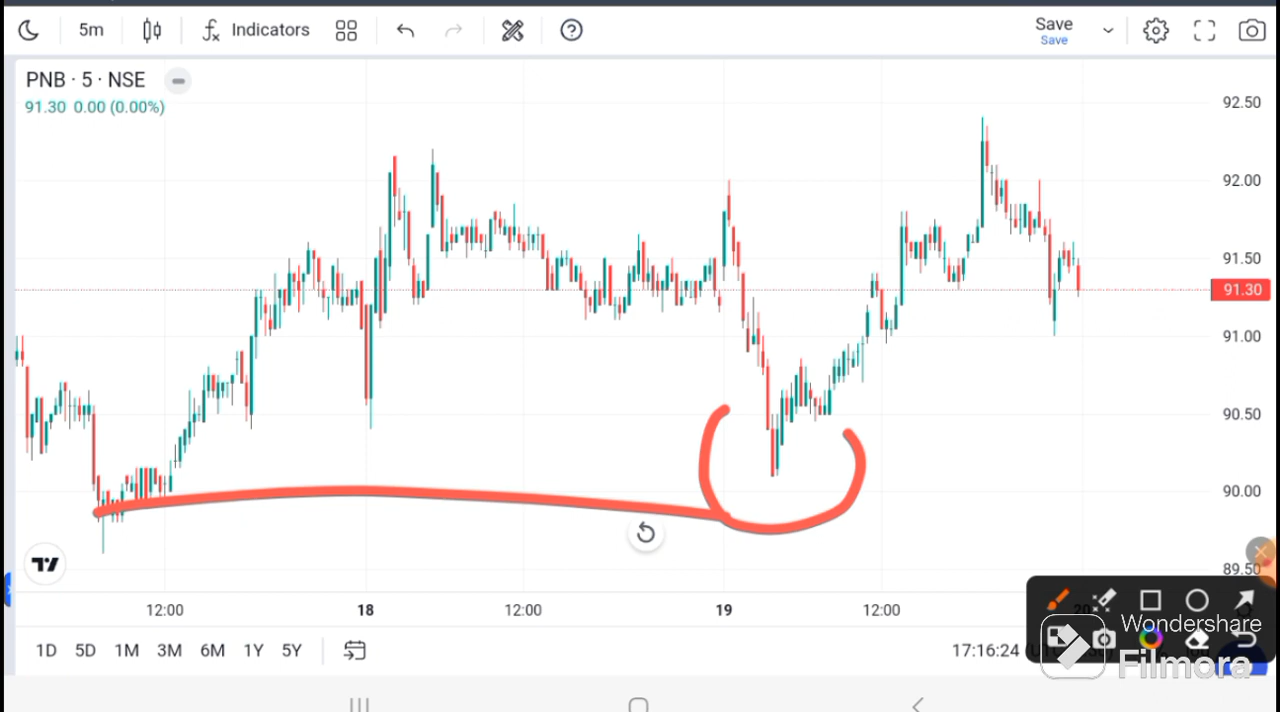 5m Indicators Save
Save
PNB · 5 · NSE
91.30 0.00 (0.00%)
92.50
92.00
91.50
91.30
91.00
90.50
90.00
89.50
12:00 18 12:00 19 12:00 20
Wondershare
Filmora
1D 5D 1M 3M 6M 1Y 5Y 17:16:24